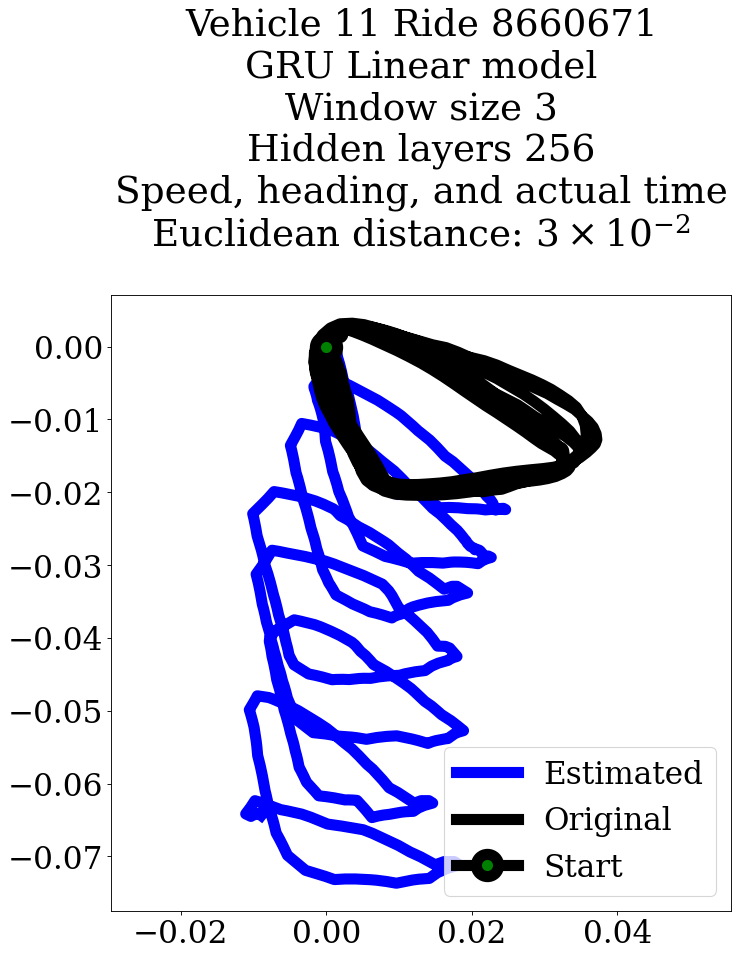 Vehicle 11 Ride 8660671
GRU Linear model
Window size 3
Hidden layers 256
Speed, heading, and actual time
Euclidean distance: 3 × 10⁻²
0.00
−0.01
−0.02
−0.03
−0.04
−0.05
−0.06
−0.07
Estimated
Original
Start
−0.02 0.00 0.02 0.04